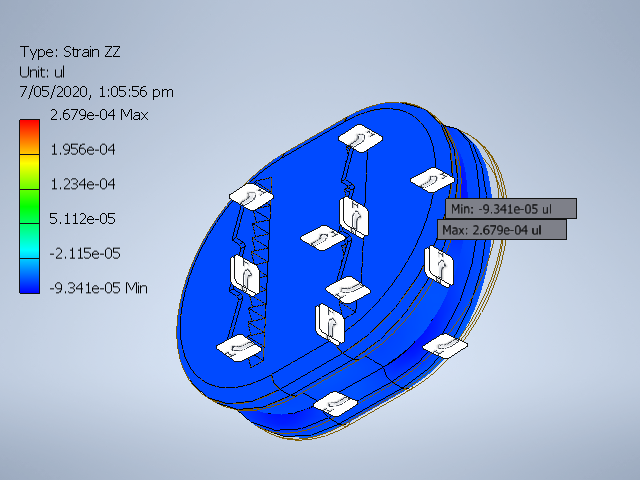 Type: Strain ZZ
Unit: ul
7/05/2020, 1:05:56 pm
2.679e-04 Max
1.956e-04
1.234e-04
5.112e-05
-2.115e-05
-9.341e-05 Min
Min: -9.341e-05 ul
Max: 2.679e-04 ul